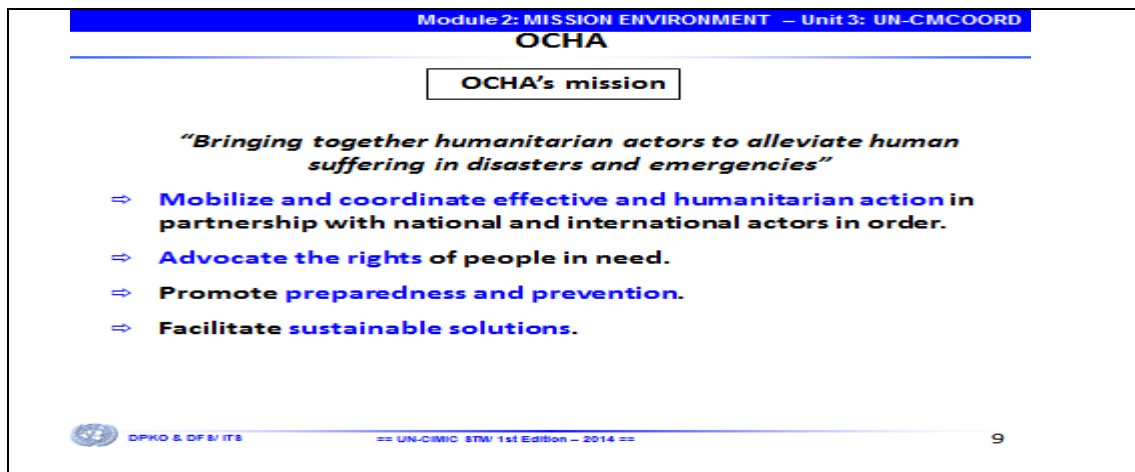 Module 2: MISSION ENVIRONMENT – Unit 3: UN-CMCOORD
OCHA
OCHA's mission
“Bringing together humanitarian actors to alleviate human
suffering in disasters and emergencies”
⇨ Mobilize and coordinate effective and humanitarian action in
partnership with national and international actors in order.
⇨ Advocate the rights of people in need.
⇨ Promote preparedness and prevention.
⇨ Facilitate sustainable solutions.
DPKO & DFS/ ITS == UN-CIMIC STM/ 1st Edition – 2014 == 9